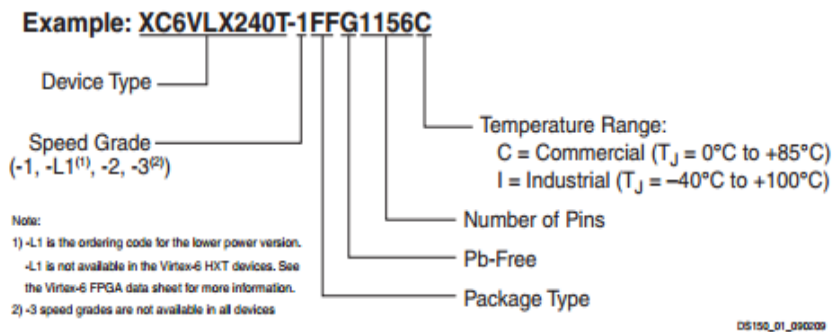 Example: XC6VLX240T-1FFG1156C
Device Type
Speed Grade
(-1, -L1(1), -2, -3(2))
Temperature Range:
C = Commercial (TJ = 0°C to +85°C)
I = Industrial (TJ = –40°C to +100°C)
Number of Pins
Pb-Free
Package Type
Note:
1) -L1 is the ordering code for the lower power version.
-L1 is not available in the Virtex-6 HXT devices. See
the Virtex-6 FPGA data sheet for more information.
2) -3 speed grades are not available in all devices
DS150_01_090209